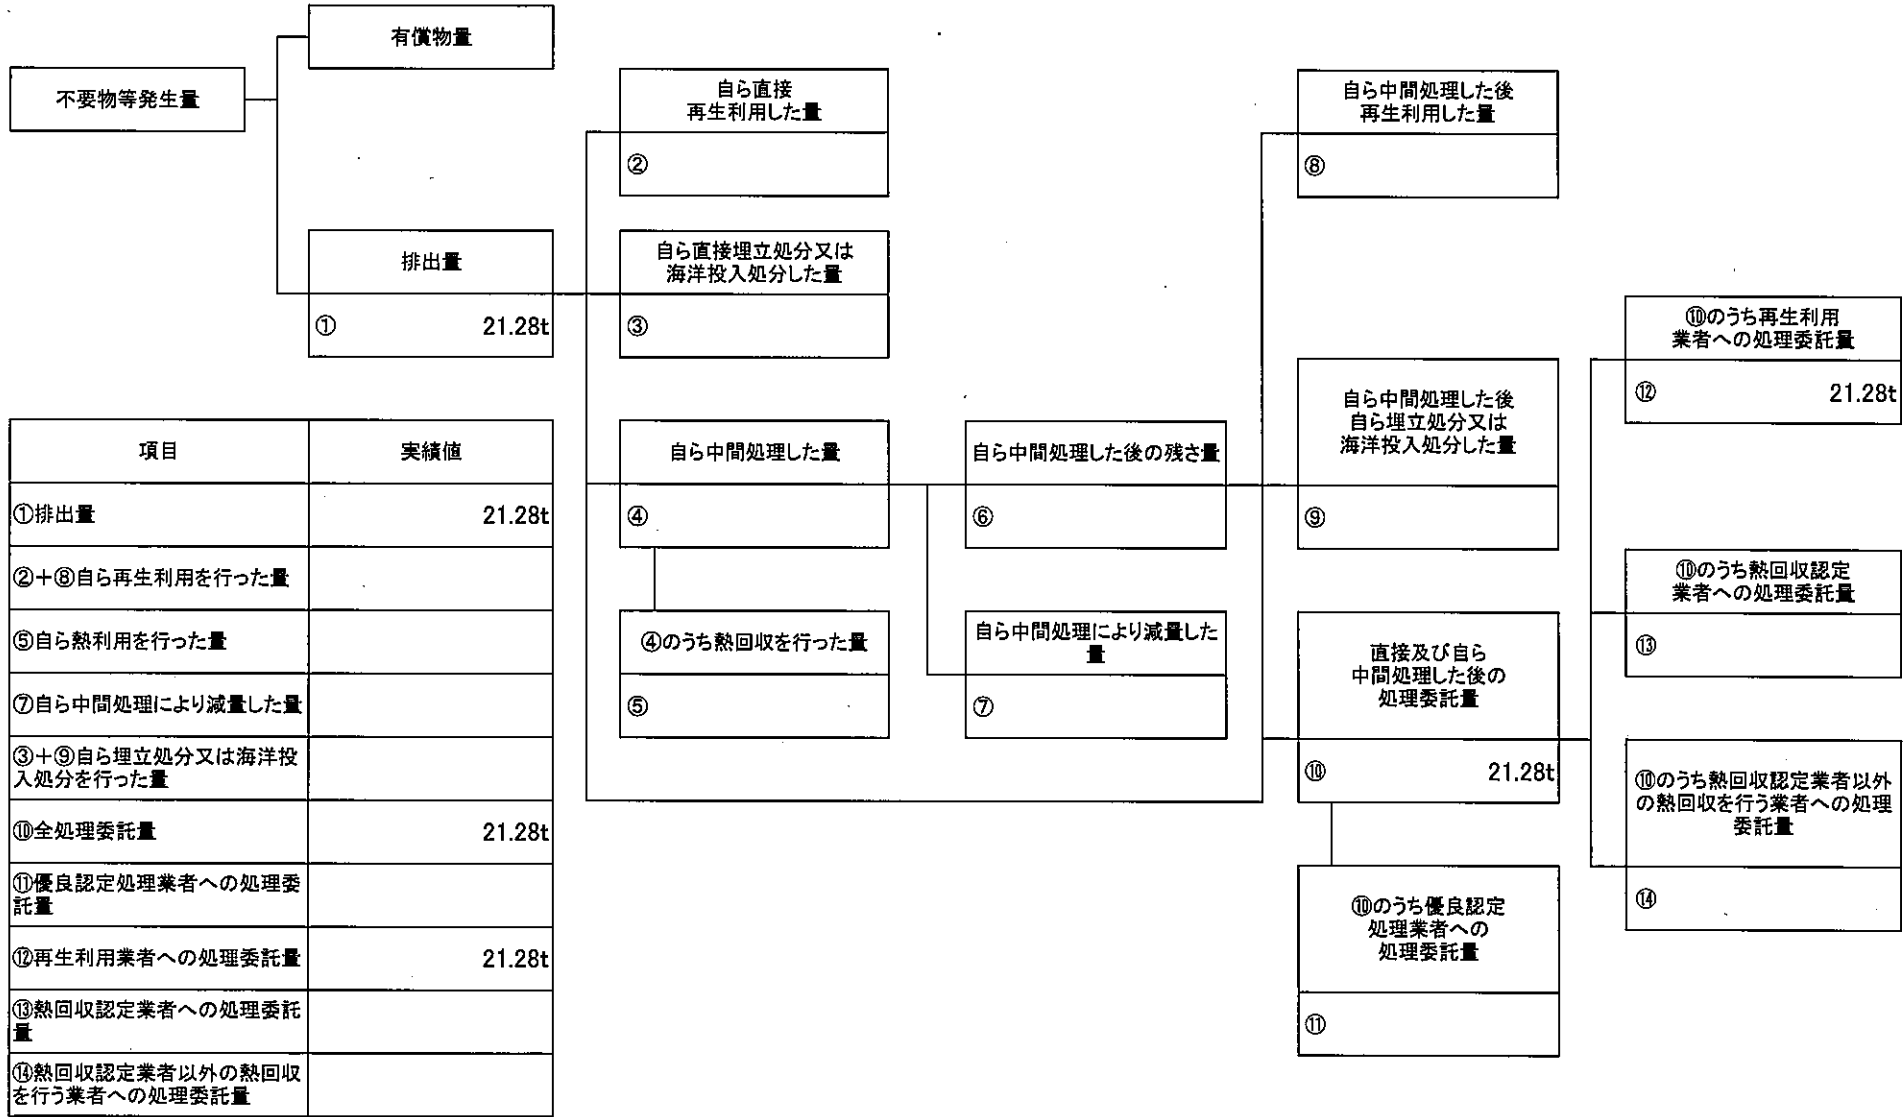 有償物量
不要物等発生量
自ら直接
再生利用した量
②
自ら中間処理した後
再生利用した量
⑧
排出量
① 21.28t
自ら直接埋立処分又は
海洋投入処分した量
③
⑩のうち再生利用
業者への処理委託量
⑫ 21.28t
自ら中間処理した量
④
自ら中間処理した後の残さ量
⑥
自ら中間処理した後
自ら埋立処分又は
海洋投入処分した量
⑨
⑩のうち熱回収認定
業者への処理委託量
⑬
④のうち熱回収を行った量
⑤
自ら中間処理により減量した
量
⑦
直接及び自ら
中間処理した後の
処理委託量
⑩ 21.28t
⑩のうち熱回収認定業者以外
の熱回収を行う業者への処理
委託量
⑭
⑩のうち優良認定
処理業者への
処理委託量
⑪
項目 実績値
①排出量 21.28t
②+⑧自ら再生利用を行った量
⑤自ら熱利用を行った量
⑦自ら中間処理により減量した量
③+⑨自ら埋立処分又は海洋投
入処分を行った量
⑩全処理委託量 21.28t
⑪優良認定処理業者への処理委
託量
⑫再生利用業者への処理委託量 21.28t
⑬熱回収認定業者への処理委託
量
⑭熱回収認定業者以外の熱回収
を行う業者への処理委託量